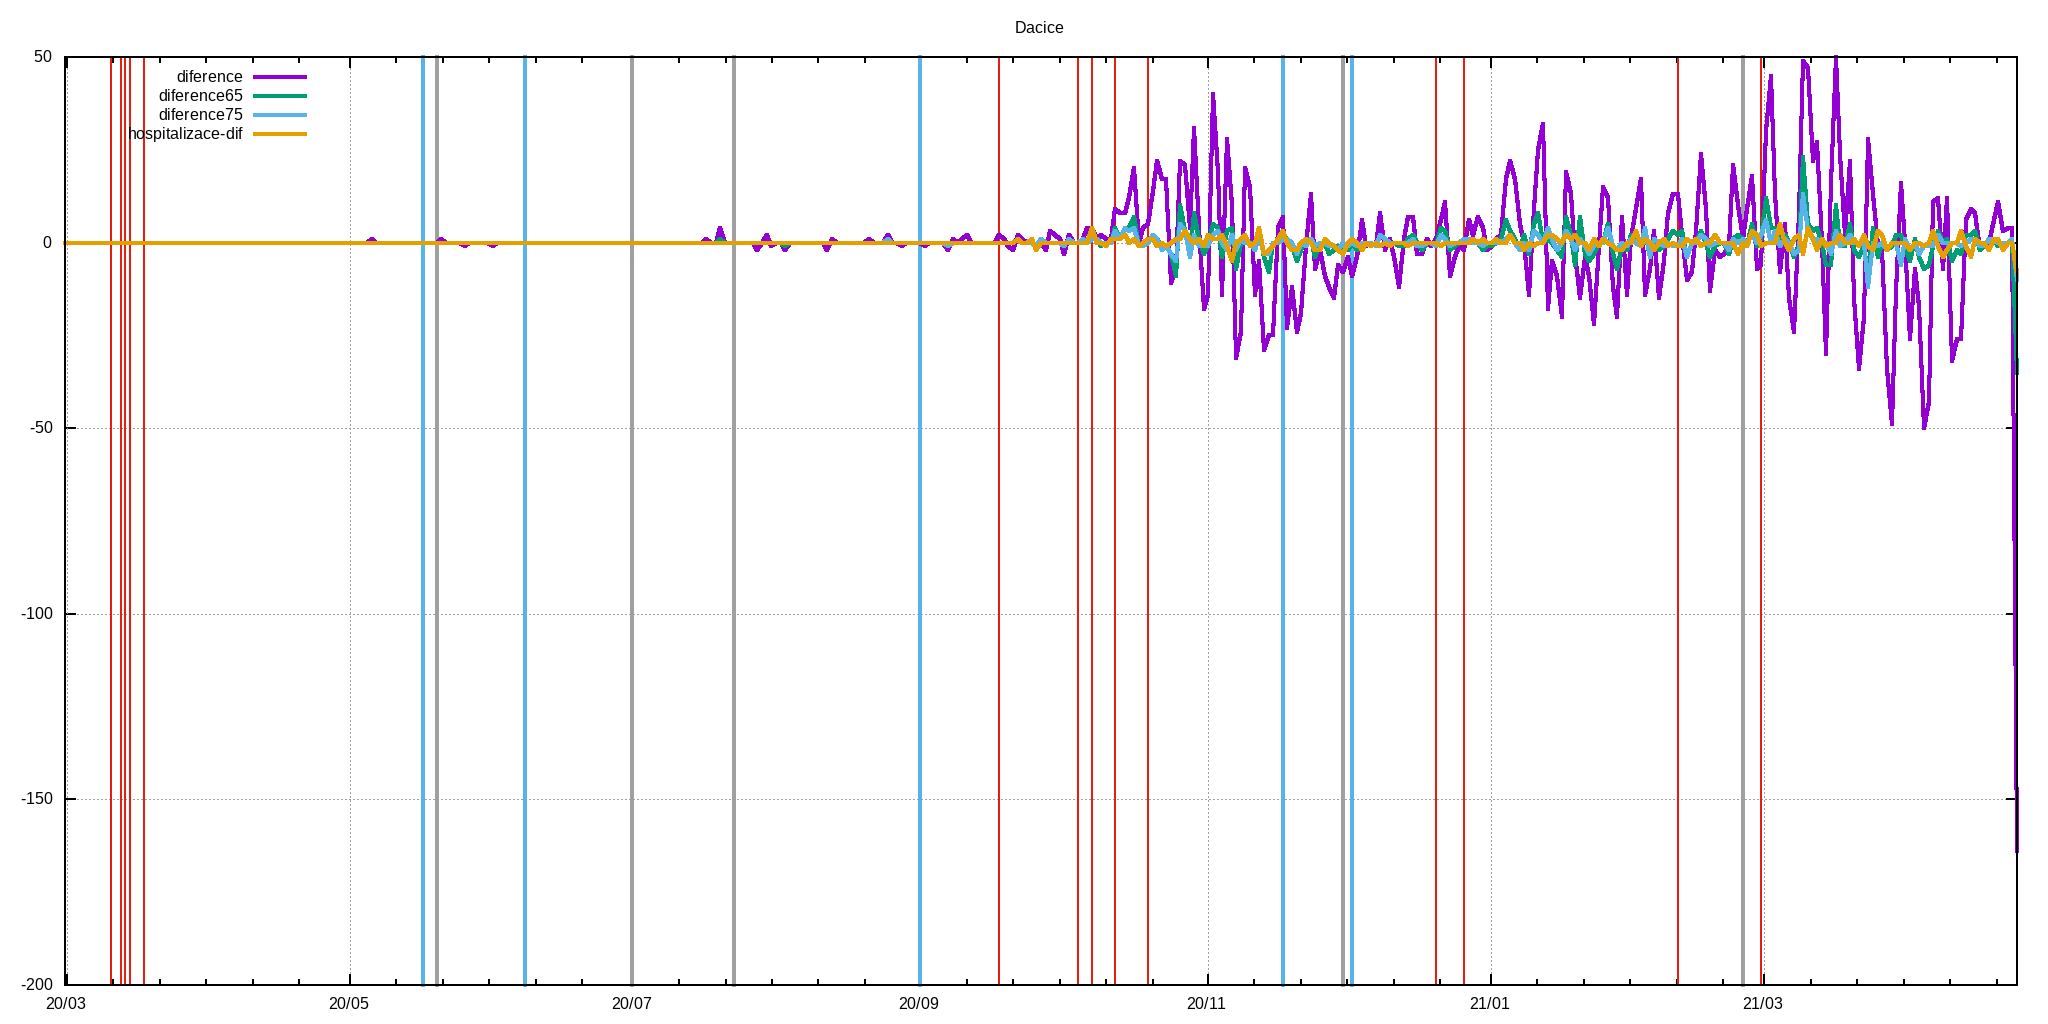 Dacice
50
diference
diference65
diference75
hospitalizace-dif
0
-50
-100
-150
-200
20/03 20/05 20/07 20/09 20/11 21/01 21/03